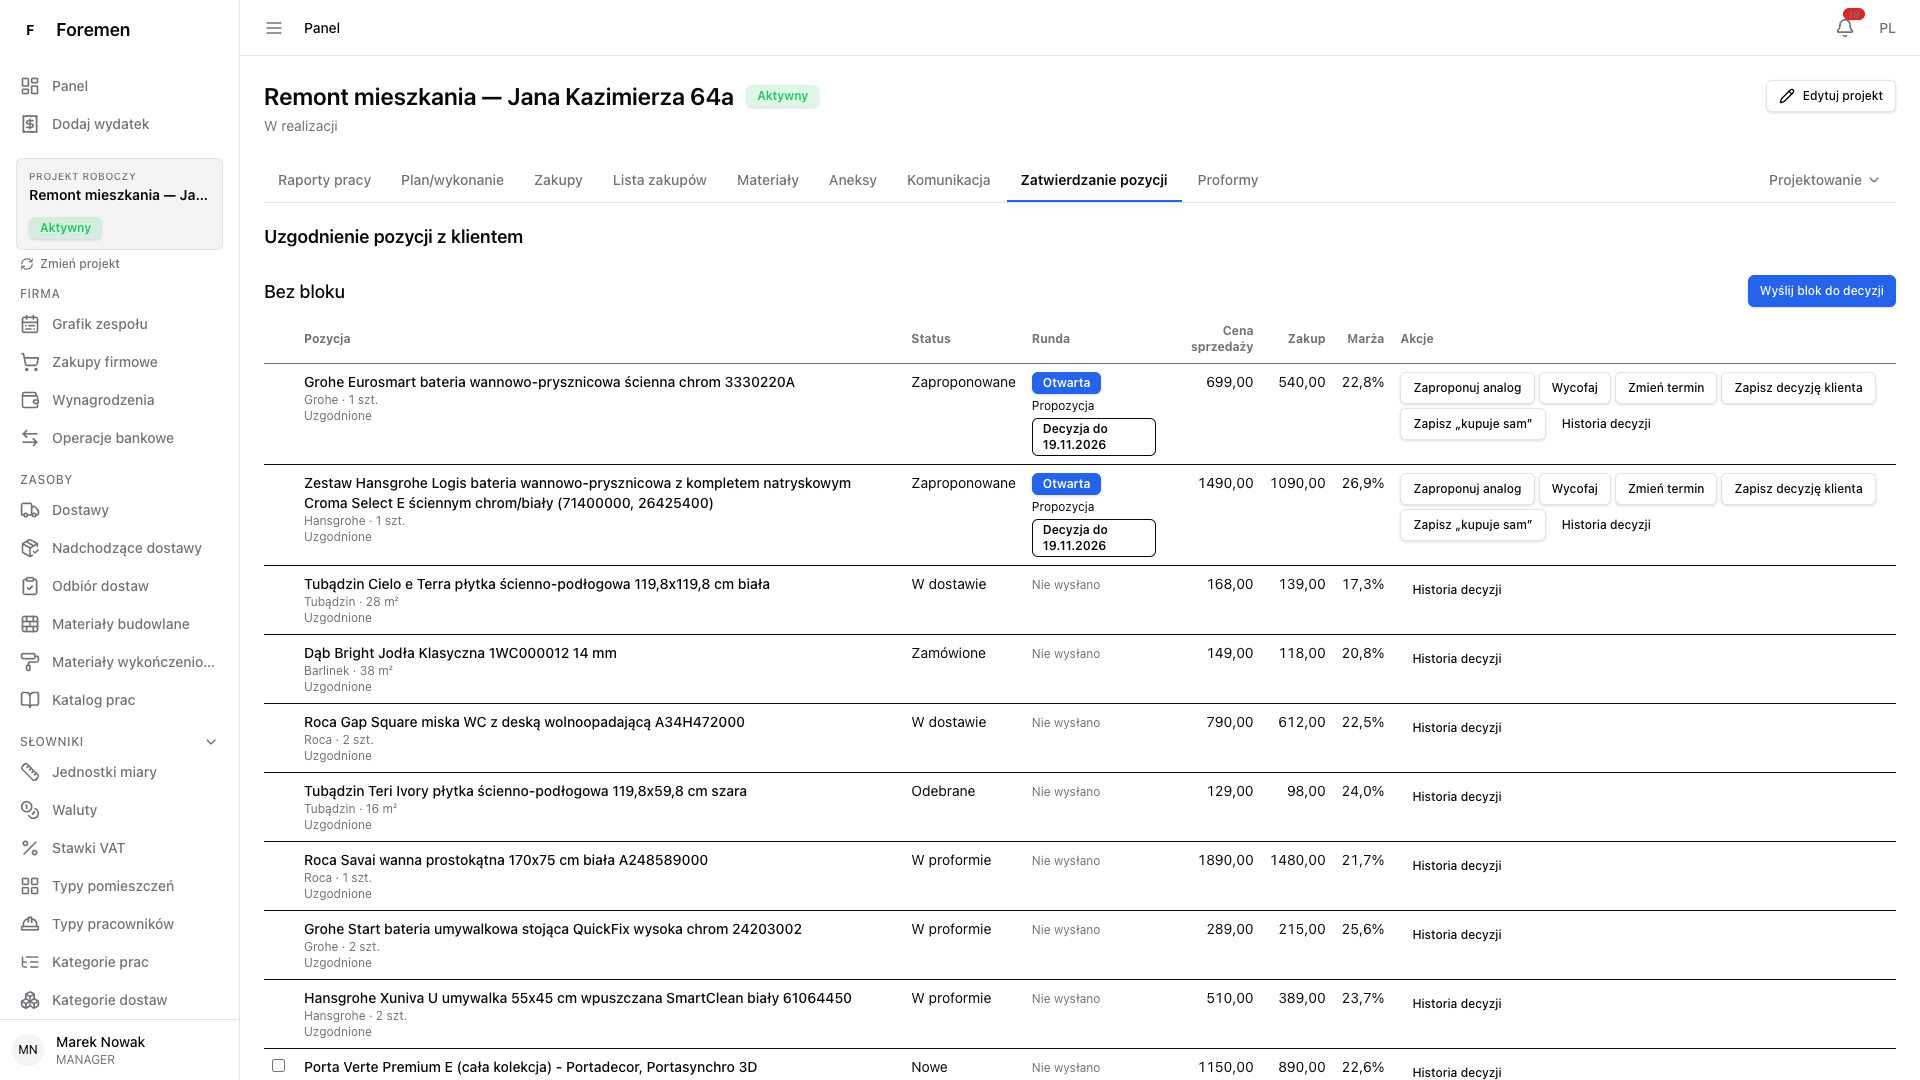 F Foremen
Panel
Dodaj wydatek
PROJEKT ROBOCZY
Remont mieszkania — Ja...
Aktywny
Zmień projekt
FIRMA
Grafik zespołu
Zakupy firmowe
Wynagrodzenia
Operacje bankowe
ZASOBY
Dostawy
Nadchodzące dostawy
Odbiór dostaw
Materiały budowlane
Materiały wykończenio...
Katalog prac
SŁOWNIKI
Jednostki miary
Waluty
Stawki VAT
Typy pomieszczeń
Typy pracowników
Kategorie prac
Kategorie dostaw
MN Marek Nowak
MANAGER
Panel
PL
Remont mieszkania — Jana Kazimierza 64a Aktywny
Edytuj projekt
W realizacji
Raporty pracy Plan/wykonanie Zakupy Lista zakupów Materiały Aneksy Komunikacja Zatwierdzanie pozycji Proformy Projektowanie
Uzgodnienie pozycji z klientem
Bez bloku
Wyślij blok do decyzji
Pozycja Status Runda Cena sprzedaży Zakup Marża Akcje
Grohe Eurosmart bateria wannowo-prysznicowa ścienna chrom 3330220A Zaproponowane Otwarta 699,00 540,00 22,8% Zaproponuj analog Wycofaj Zmień termin Zapisz decyzję klienta
Grohe · 1 szt. Propozycja
Uzgodnione Decyzja do 19.11.2026 Zapisz „kupuje sam” Historia decyzji
Zestaw Hansgrohe Logis bateria wannowo-prysznicowa z kompletem natryskowym Zaproponowane Otwarta 1490,00 1090,00 26,9% Zaproponuj analog Wycofaj Zmień termin Zapisz decyzję klienta
Croma Select E ściennym chrom/biały (71400000, 26425400) Propozycja
Hansgrohe · 1 szt. Decyzja do 19.11.2026 Zapisz „kupuje sam” Historia decyzji
Uzgodnione
Tubądzin Cielo e Terra płytka ścienno-podłogowa 119,8x119,8 cm biała W dostawie Nie wysłano 168,00 139,00 17,3% Historia decyzji
Tubądzin · 28 m²
Uzgodnione
Dąb Bright Jodła Klasyczna 1WC000012 14 mm Zamówione Nie wysłano 149,00 118,00 20,8% Historia decyzji
Barlinek · 38 m²
Uzgodnione
Roca Gap Square miska WC z deską wolnoopadającą A34H472000 W dostawie Nie wysłano 790,00 612,00 22,5% Historia decyzji
Roca · 2 szt.
Uzgodnione
Tubądzin Teri Ivory płytka ścienno-podłogowa 119,8x59,8 cm szara Odebrane Nie wysłano 129,00 98,00 24,0% Historia decyzji
Tubądzin · 16 m²
Uzgodnione
Roca Savai wanna prostokątna 170x75 cm biała A248589000 W proformie Nie wysłano 1890,00 1480,00 21,7% Historia decyzji
Roca · 1 szt.
Uzgodnione
Grohe Start bateria umywalkowa stojąca QuickFix wysoka chrom 24203002 W proformie Nie wysłano 289,00 215,00 25,6% Historia decyzji
Grohe · 2 szt.
Uzgodnione
Hansgrohe Xuniva U umywalka 55x45 cm wpuszczana SmartClean biały 61064450 W proformie Nie wysłano 510,00 389,00 23,7% Historia decyzji
Hansgrohe · 2 szt.
Uzgodnione
Porta Verte Premium E (cała kolekcja) - Portadecor, Portasynchro 3D Nowe Nie wysłano 1150,00 890,00 22,6% Historia decyzji